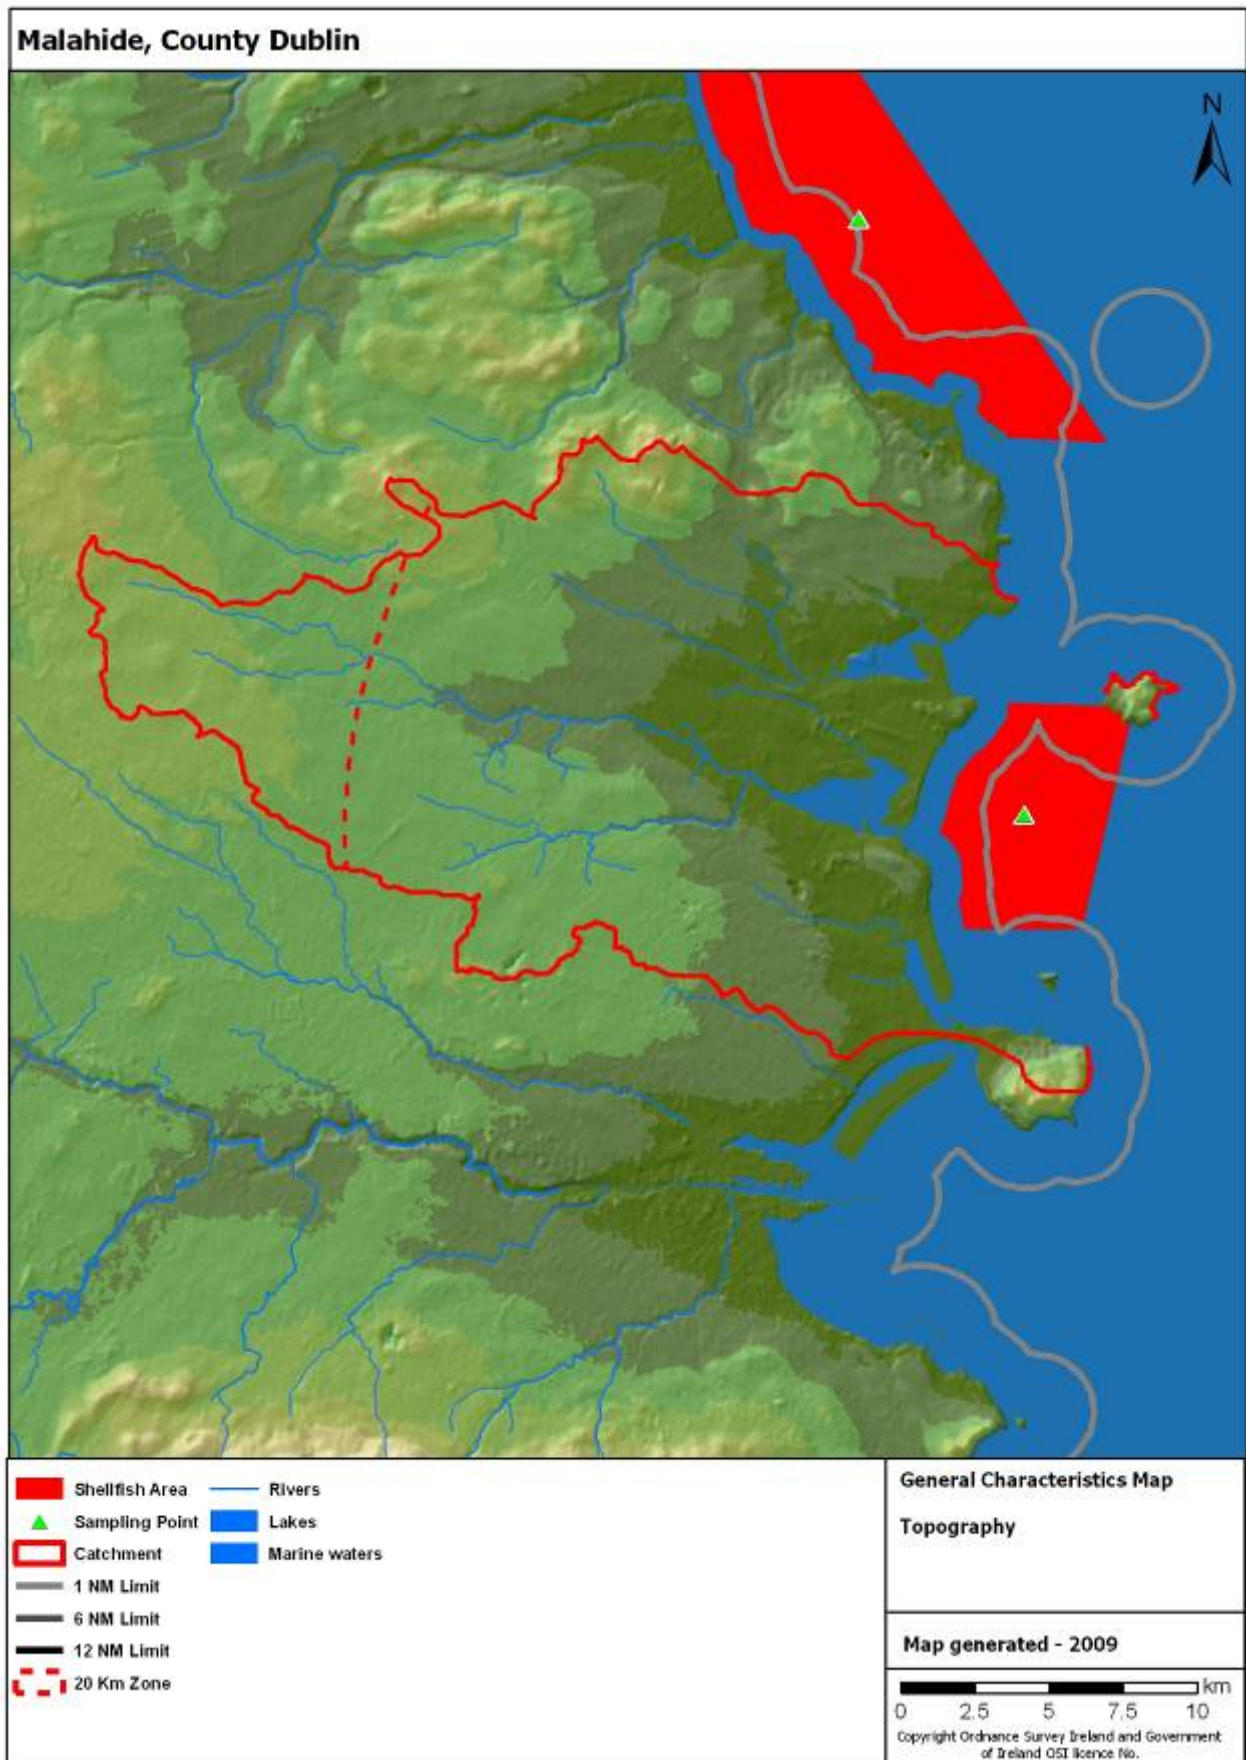 Malahide, County Dublin
N
Shellfish Area
Rivers
Sampling Point
Lakes
Catchment
Marine waters
1 NM Limit
6 NM Limit
12 NM Limit
20 Km Zone
General Characteristics Map
Topography
Map generated - 2009
km
0 2.5 5 7.5 10
Copyright Ordnance Survey Ireland and Government
of Ireland OSI licence No.